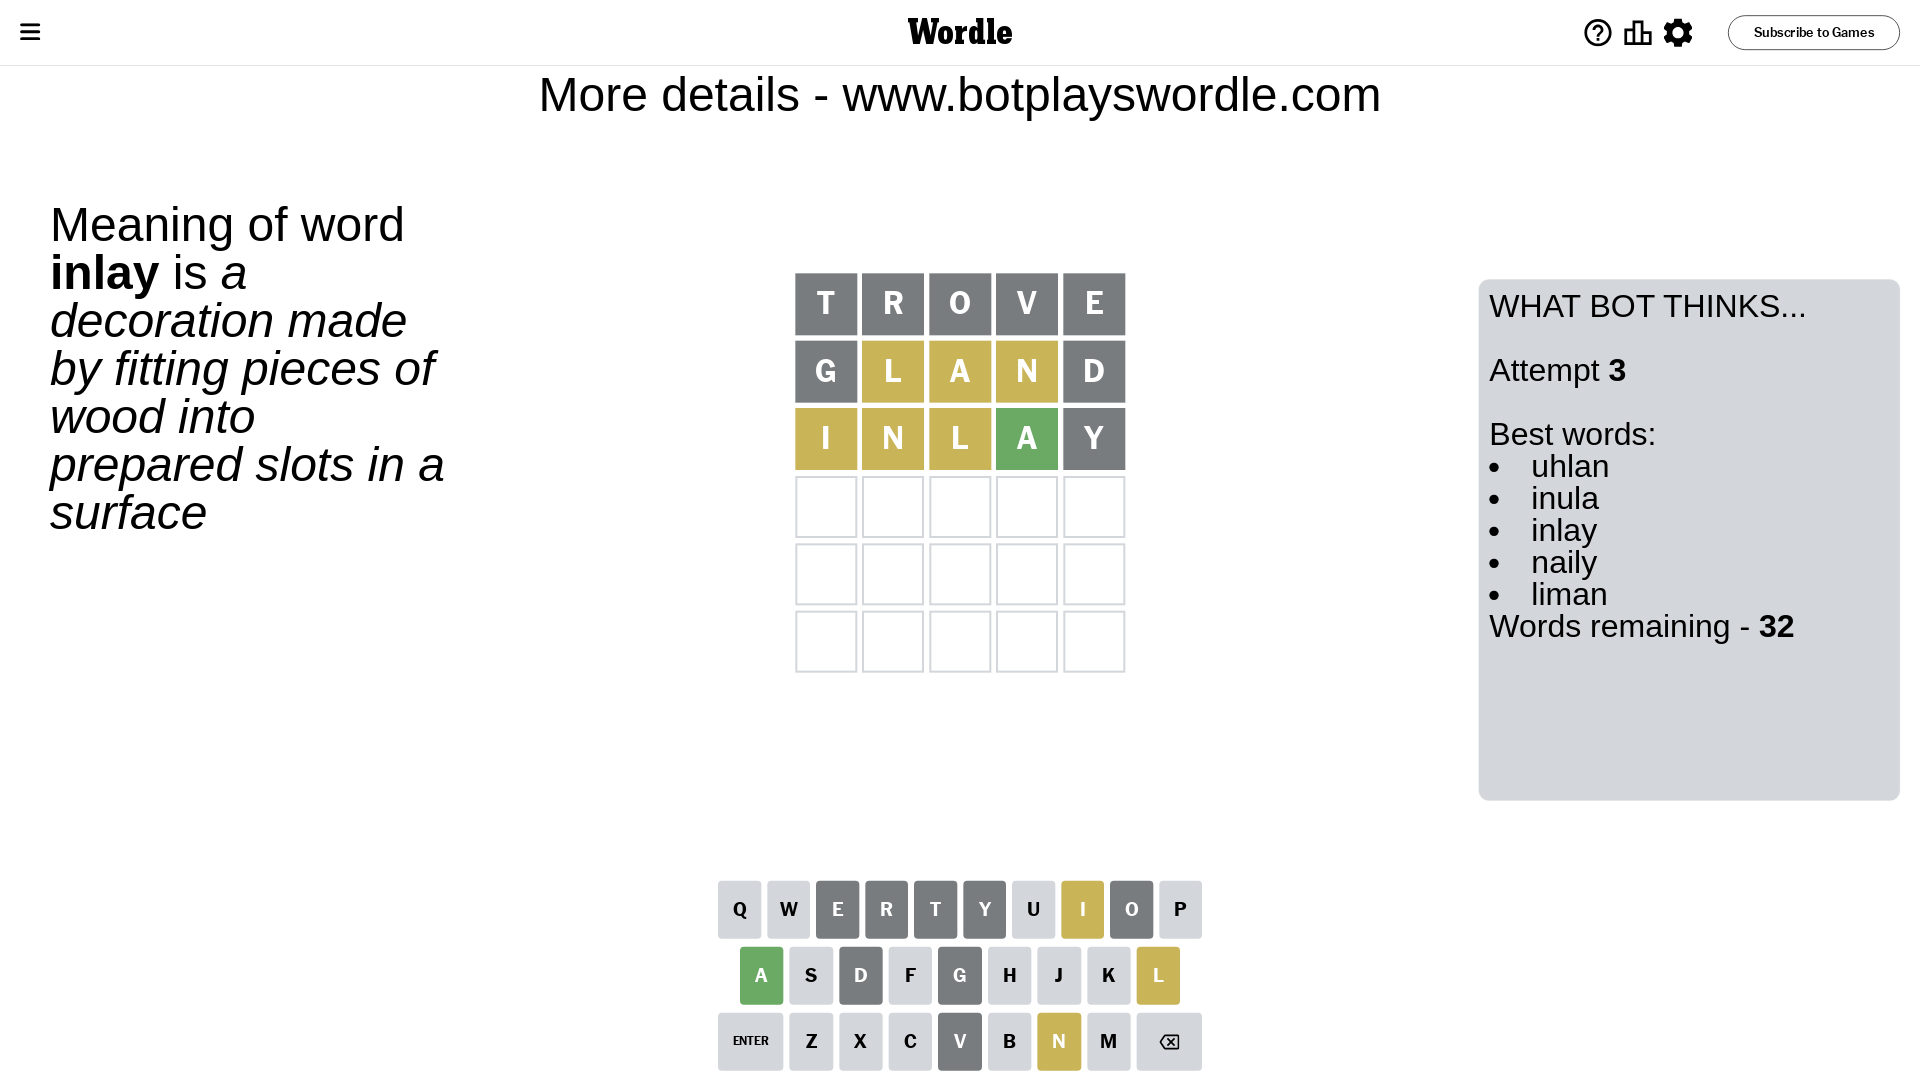 Wordle
Subscribe to Games
More details - www.botplayswordle.com
Meaning of word
inlay is a
decoration made
by fitting pieces of
wood into
prepared slots in a
surface
T R O V E
G L A N D
I N L A Y
WHAT BOT THINKS...
Attempt 3
Best words:
• uhlan
• inula
• inlay
• naily
• liman
Words remaining - 32
Q W E R T Y U I O P
A S D F G H J K L
ENTER Z X C V B N M